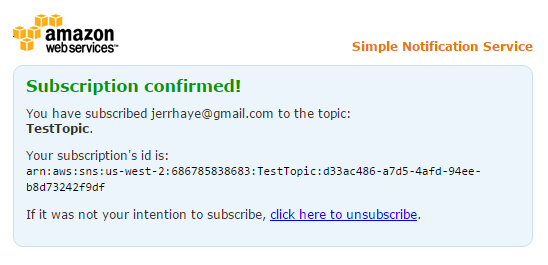 amazon
webservices™
Simple Notification Service
Subscription confirmed!
You have subscribed jerrhaye@gmail.com to the topic:
TestTopic.
Your subscription's id is:
arn:aws:sns:us-west-2:686785838683:TestTopic:d33ac486-a7d5-4afd-94ee-
b8d73242f9df
If it was not your intention to subscribe, click here to unsubscribe.